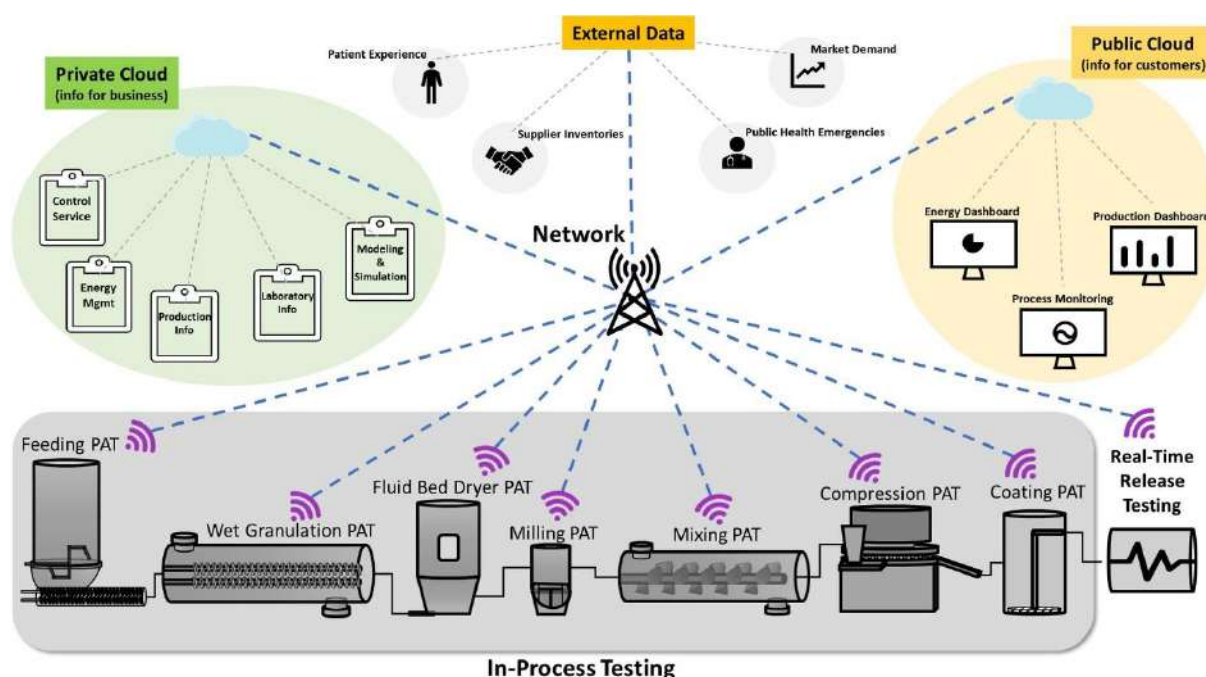 External Data
Patient Experience
Market Demand
Supplier Inventories
Public Health Emergencies
Private Cloud
(info for business)
Control
Service
Energy
Mgmt
Production
Info
Laboratory
Info
Modeling
&
Simulation
Public Cloud
(info for customers)
Energy Dashboard
Production Dashboard
Process Monitoring
Network
Feeding PAT
Wet Granulation PAT
Fluid Bed Dryer PAT
Milling PAT
Mixing PAT
Compression PAT
Coating PAT
Real-Time
Release
Testing
In-Process Testing